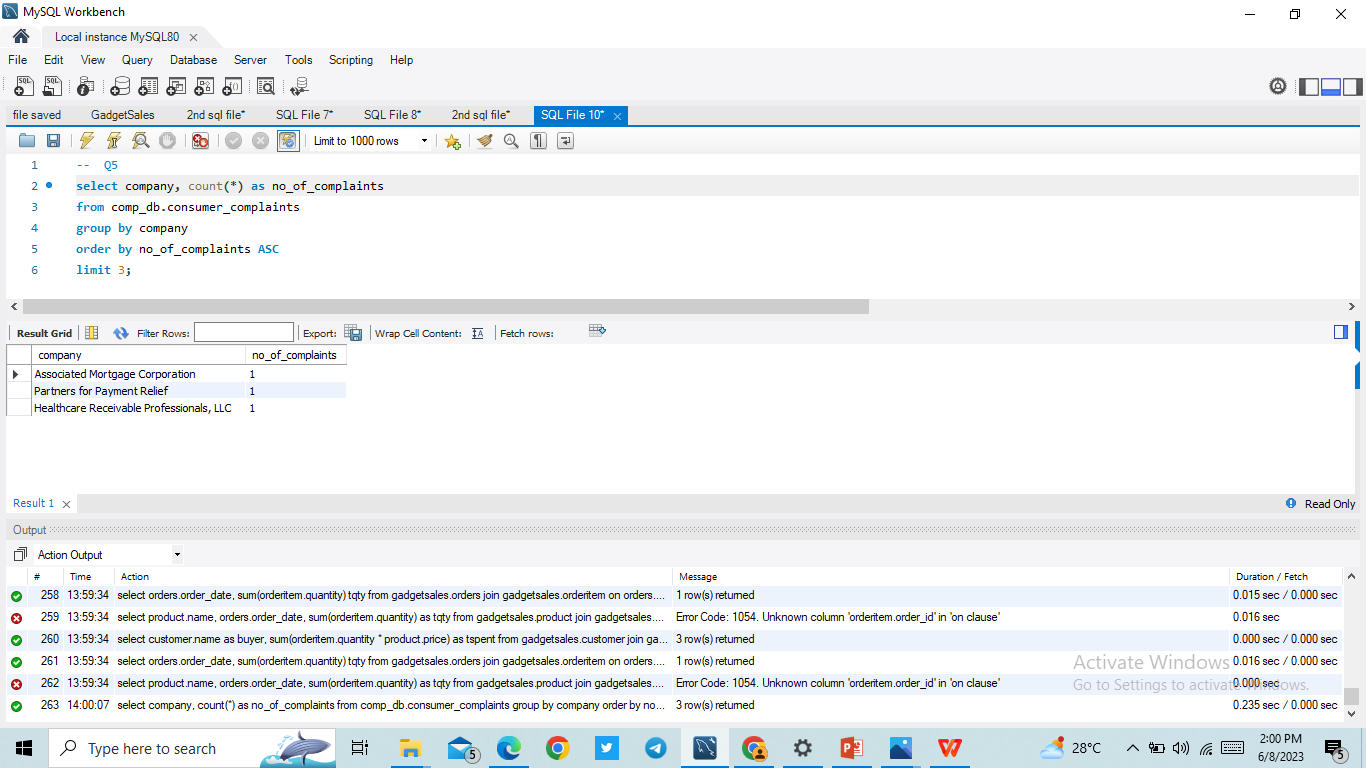 MySQL Workbench
Local instance MySQL80
File Edit View Query Database Server Tools Scripting Help
file saved GadgetSales 2nd sql file* SQL File 7* SQL File 8* 2nd sql file* SQL File 10*
Limit to 1000 rows
1 -- Q5
2 select company, count(*) as no_of_complaints
3 from comp_db.consumer_complaints
4 group by company
5 order by no_of_complaints ASC
6 limit 3;
Result Grid Filter Rows: Export: Wrap Cell Content: Fetch rows:
company no_of_complaints
Associated Mortgage Corporation 1
Partners for Payment Relief 1
Healthcare Receivable Professionals, LLC 1
Result 1 Read Only
Output
Action Output
# Time Action Message Duration / Fetch
258 13:59:34 select orders.order_date, sum(orderitem.quantity) tqty from gadgetsales.orders join gadgetsales.orderitem on orders.... 1 row(s) returned 0.015 sec / 0.000 sec
259 13:59:34 select product.name, orders.order_date, sum(orderitem.quantity) as tqty from gadgetsales.product join gadgetsales.... Error Code: 1054. Unknown column 'orderitem.order_id' in 'on clause' 0.016 sec
260 13:59:34 select customer.name as buyer, sum(orderitem.quantity * product.price) as tspent from gadgetsales.customer join ga... 3 row(s) returned 0.000 sec / 0.000 sec
261 13:59:34 select orders.order_date, sum(orderitem.quantity) tqty from gadgetsales.orders join gadgetsales.orderitem on orders.... 1 row(s) returned 0.016 sec / 0.000 sec
262 13:59:34 select product.name, orders.order_date, sum(orderitem.quantity) as tqty from gadgetsales.product join gadgetsales.... Error Code: 1054. Unknown column 'orderitem.order_id' in 'on clause' 0.000 sec
263 14:00:07 select company, count(*) as no_of_complaints from comp_db.consumer_complaints group by company order by no... 3 row(s) returned 0.235 sec / 0.000 sec
Activate Windows
Go to Settings to activate Windows.
Type here to search
5
28°C
2:00 PM
6/8/2023
5